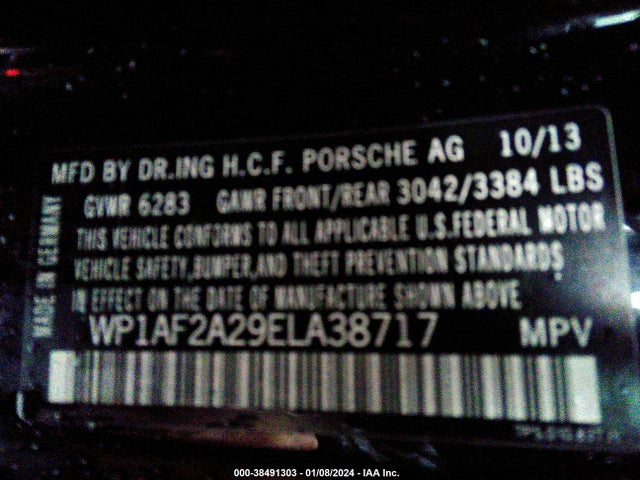 MFD BY DR.ING H.C.F. PORSCHE AG 10/13
GVWR 6283 GAWR FRONT/REAR 3042/3384 LBS
THIS VEHICLE CONFORMS TO ALL APPLICABLE U.S.FEDERAL MOTOR
VEHICLE SAFETY,BUMPER,AND THEFT PREVENTION STANDARDS
IN EFFECT ON THE DATE OF MANUFACTURE SHOWN ABOVE
WP1AF2A29ELA38717 MPV
MADE IN GERMANY
000-38491303 - 01/08/2024 - IAA Inc.